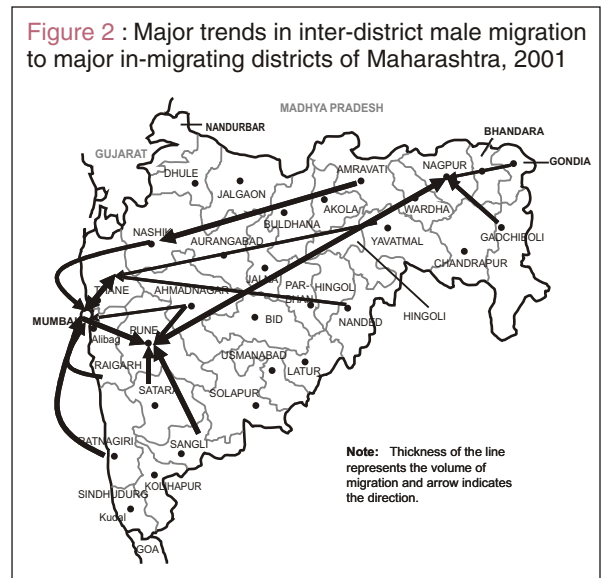 Figure 2 : Major trends in inter-district male migration
to major in-migrating districts of Maharashtra, 2001
MADHYA PRADESH
NANDURBAR
BHANDARA
GUJARAT
DHULE
AMRAVATI
NAGPUR
GONDIA
JALGAON
AKOLA
WARDHA
BULDHANA
NASHIK
AURANGABAD
YAVATMAL
GADCHIROLI
CHANDRAPUR
JALNA
THANE
AHMADNAGAR
PAR-
BHANI
HINGOLI
HINGOLI
MUMBAI
BID
NANDED
Alibag
PUNE
USMANABAD
LATUR
RAIGARH
SATARA
SOLAPUR
RATNAGIRI
SANGLI
Note: Thickness of the line
represents the volume of
migration and arrow indicates
the direction.
SINDHUDURG
KOLHAPUR
Kudal
GOA